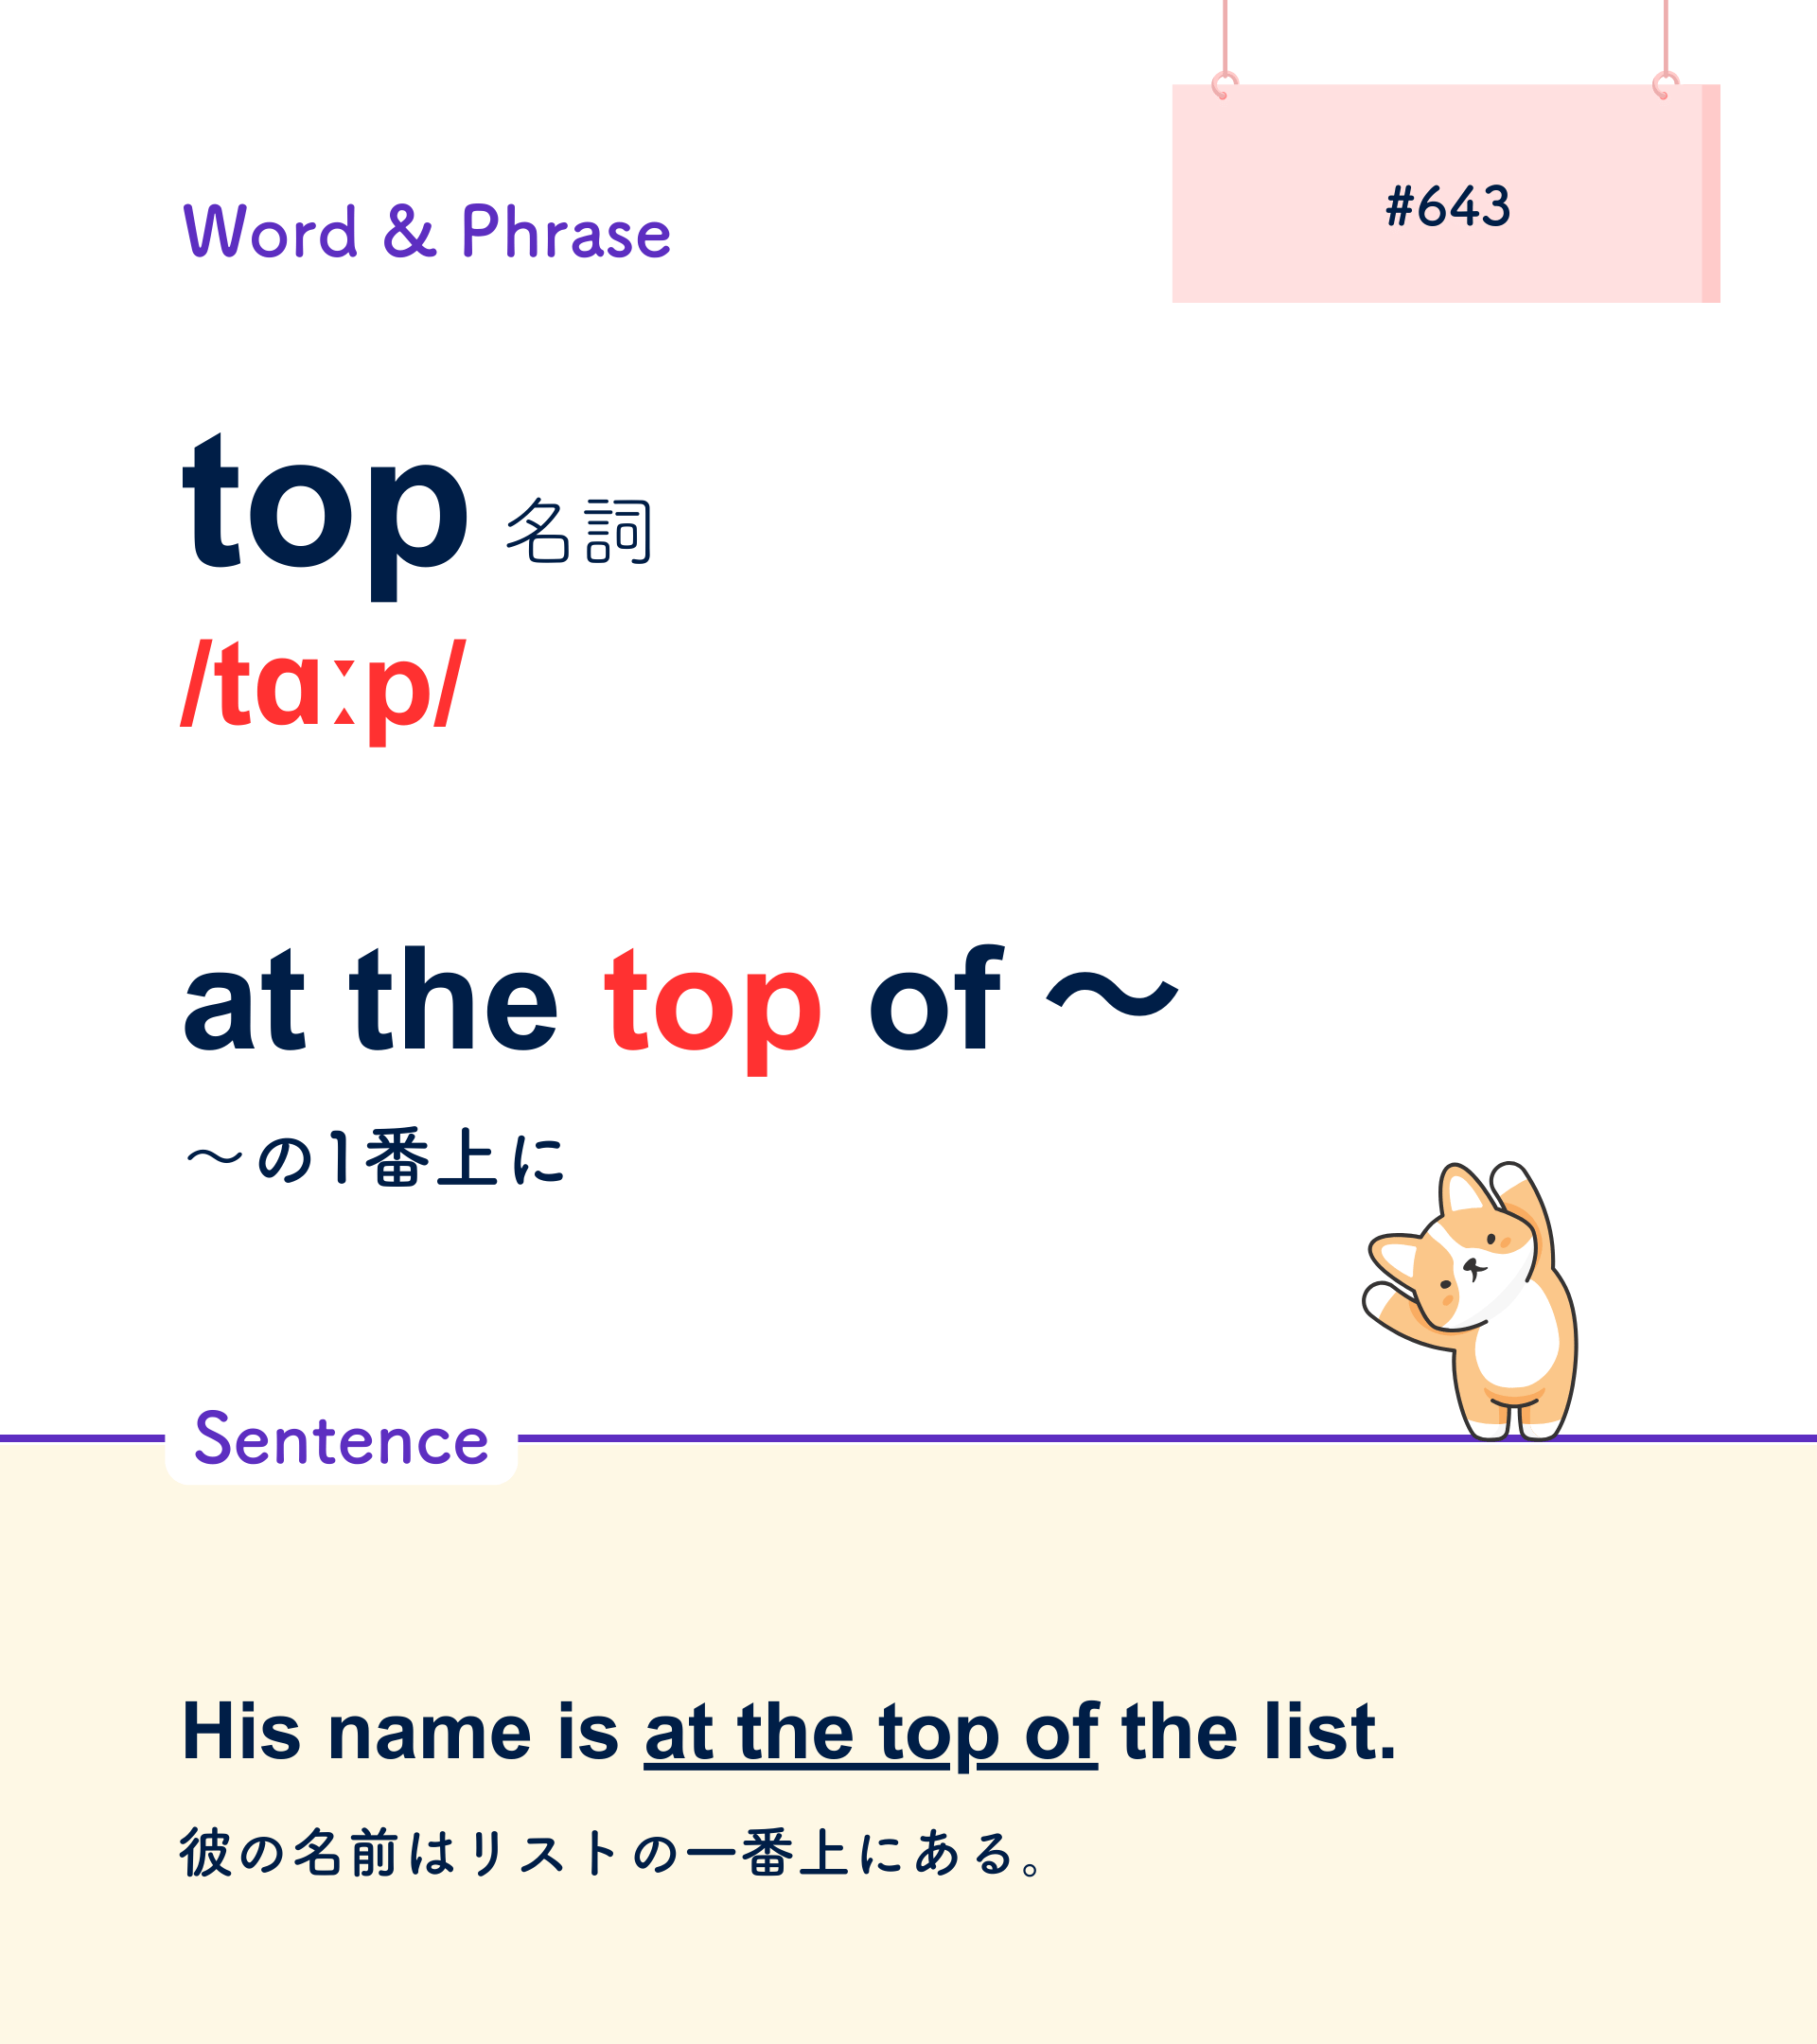 Word & Phrase
#643
top 名詞
/tɑːp/
at the top of 〜
〜の1番上に
Sentence
His name is at the top of the list.
彼の名前はリストの一番上にある。